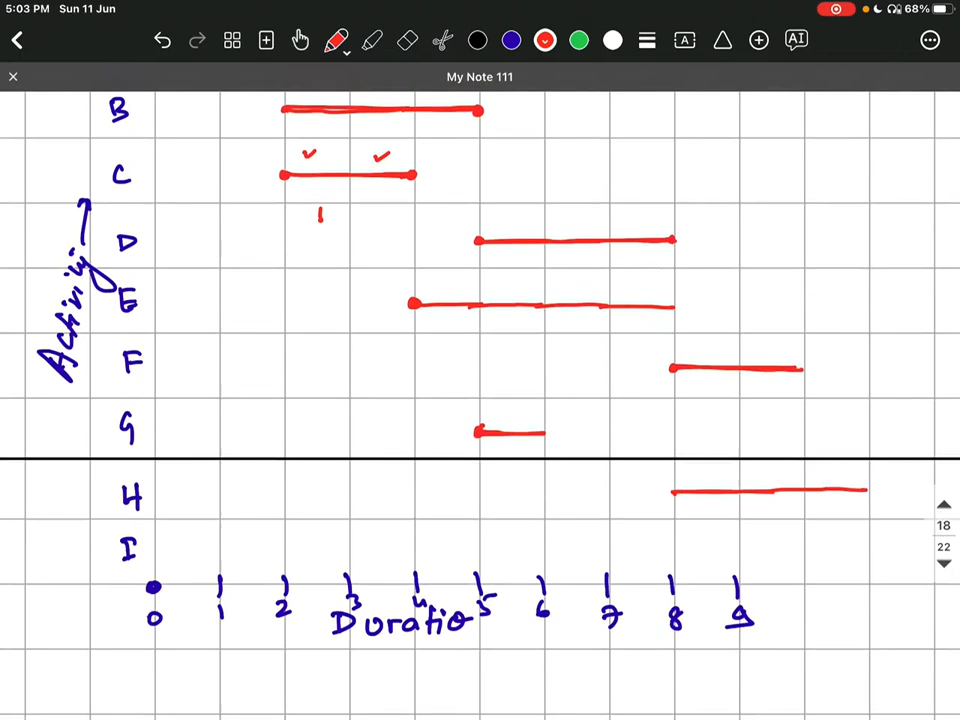 5:03 PM Sun 11 Jun 68%
A AI
My Note 111
B
C
D
Activity
E
F
G
H
18
22
I
0 1 2 3 4 5 6 7 8 9
Duratio